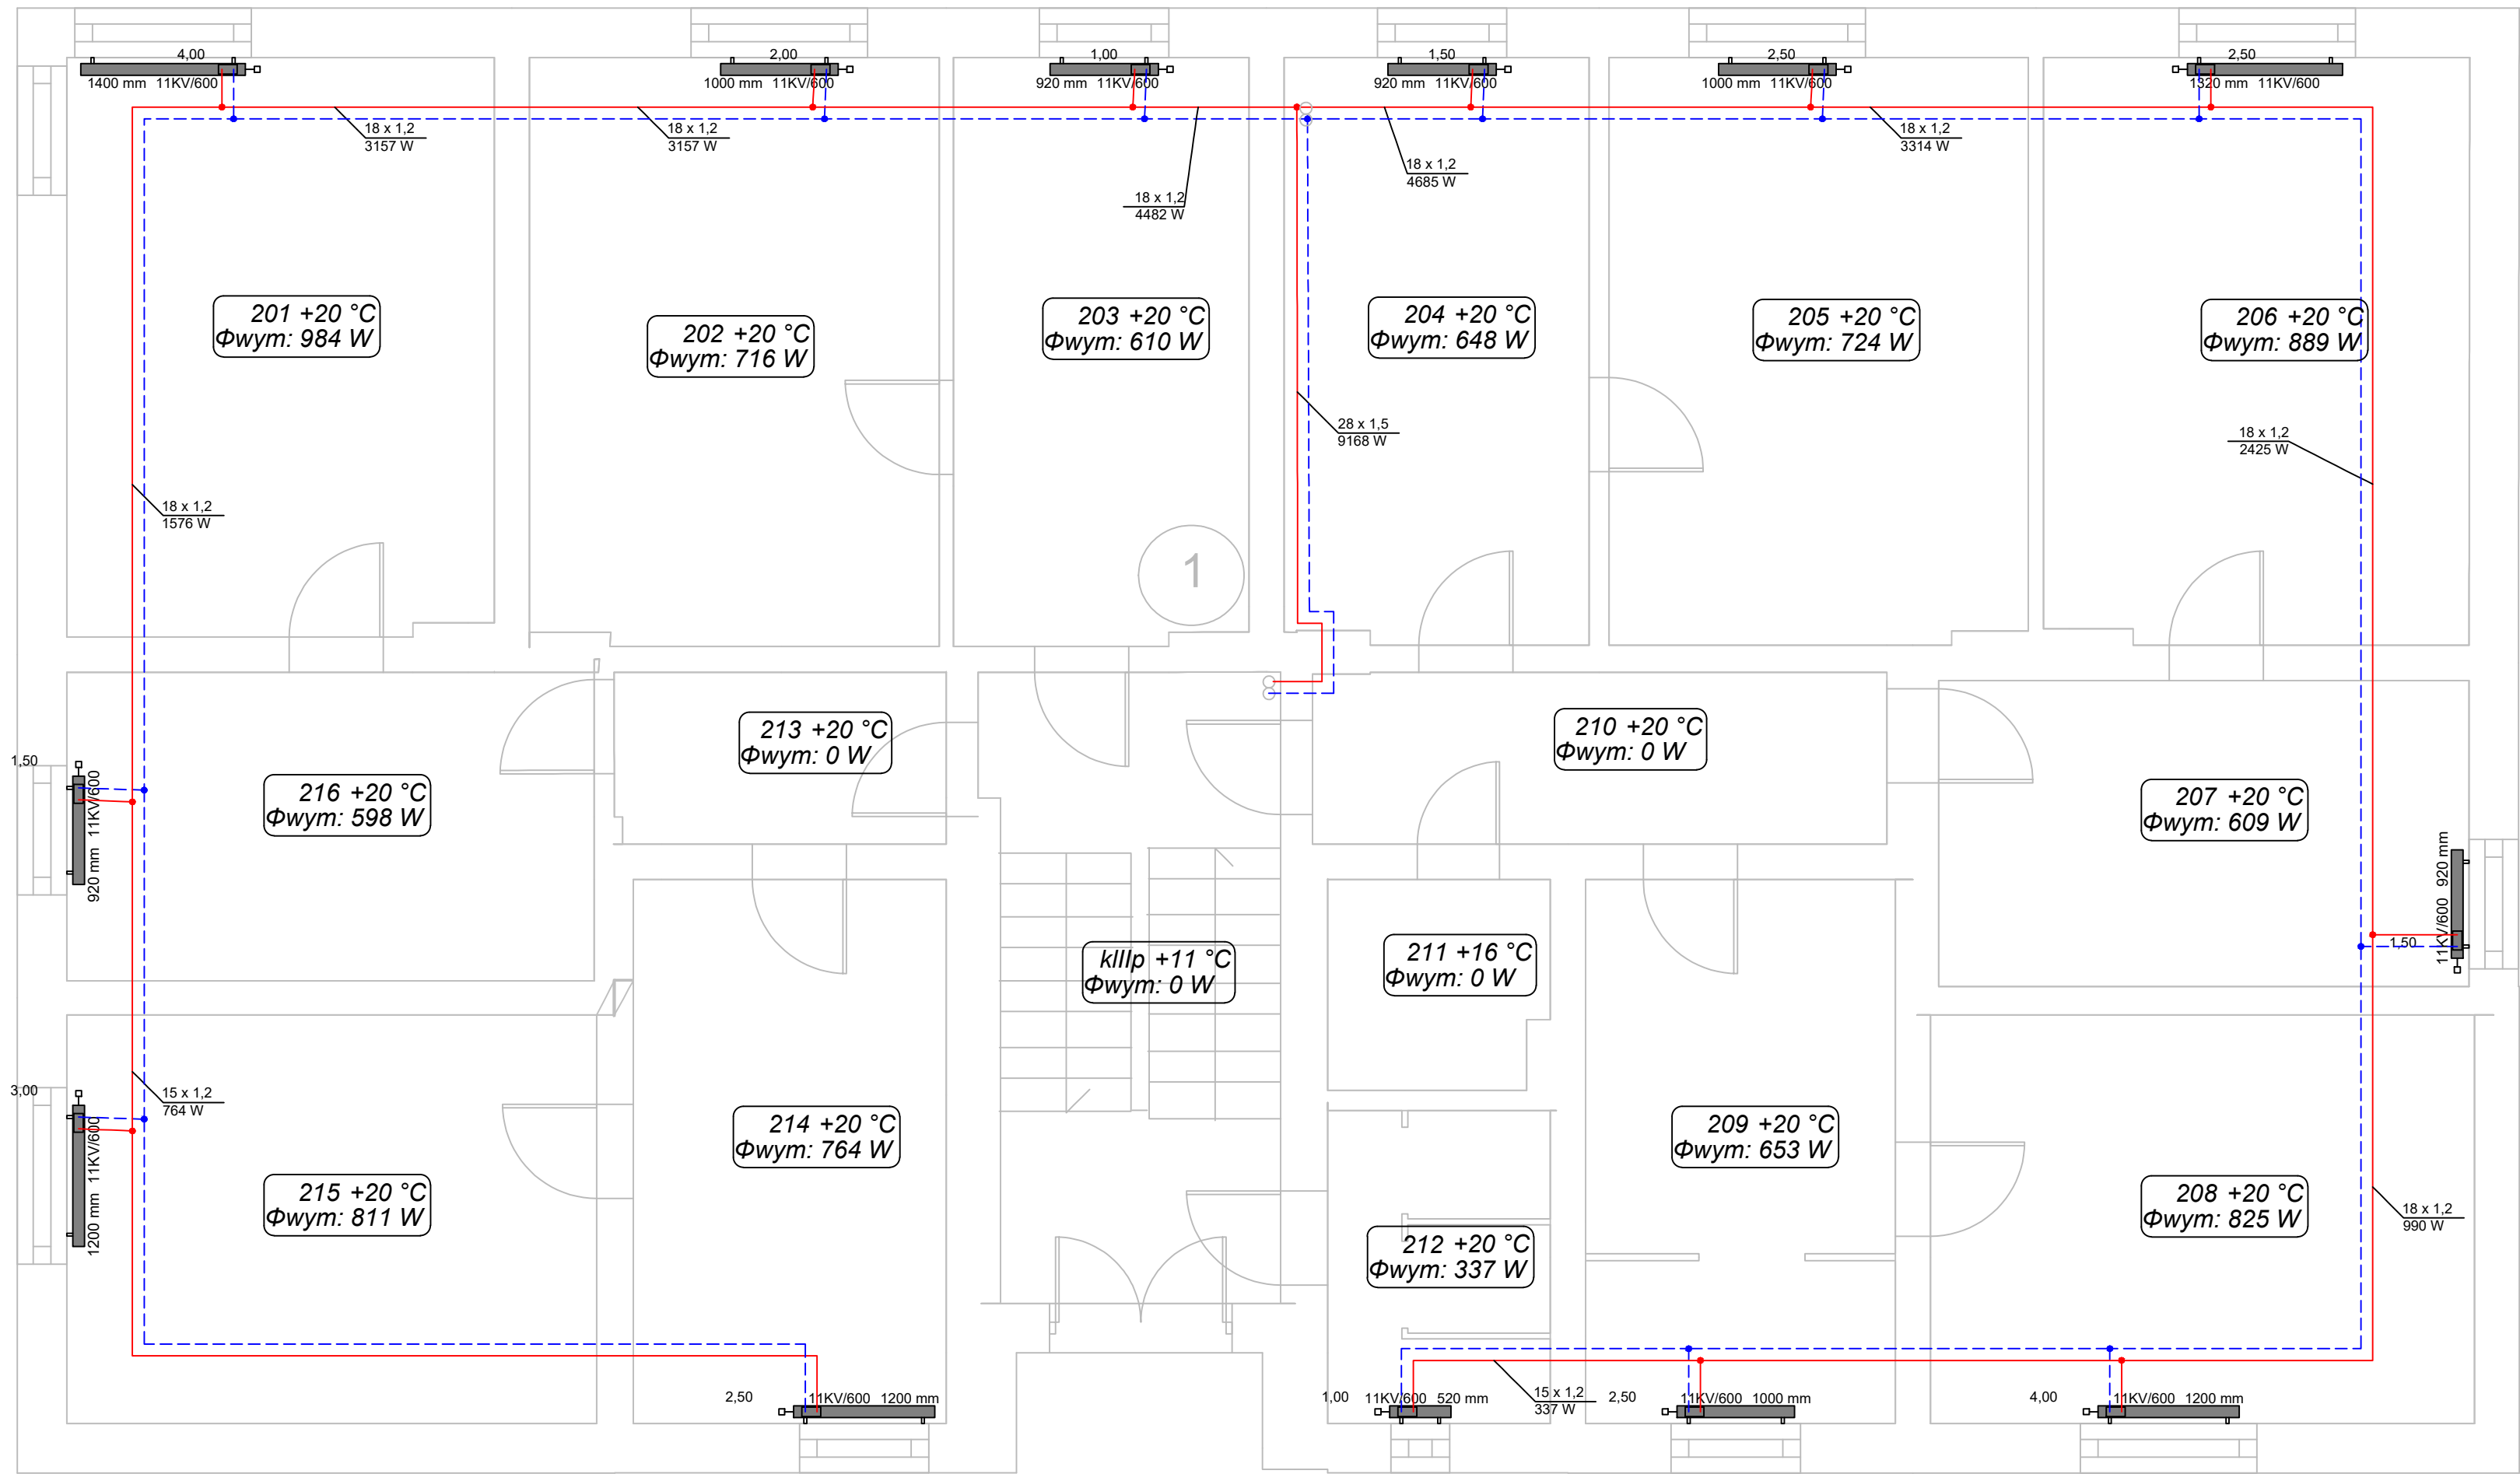 4,00
1400 mm 11KV/600
2,00
1000 mm 11KV/600
1,00
920 mm 11KV/600
1,50
920 mm 11KV/600
2,50
1000 mm 11KV/600
2,50
1320 mm 11KV/600
18 x 1,2
3157 W
18 x 1,2
3157 W
18 x 1,2
4482 W
18 x 1,2
4685 W
18 x 1,2
3314 W
201 +20 °C
Φwym: 984 W
202 +20 °C
Φwym: 716 W
203 +20 °C
Φwym: 610 W
204 +20 °C
Φwym: 648 W
205 +20 °C
Φwym: 724 W
206 +20 °C
Φwym: 889 W
28 x 1,5
9168 W
18 x 1,2
2425 W
18 x 1,2
1576 W
1
213 +20 °C
Φwym: 0 W
210 +20 °C
Φwym: 0 W
1,50
920 mm 11KV/600
216 +20 °C
Φwym: 598 W
207 +20 °C
Φwym: 609 W
11KV/600 920 mm
1,50
klllp +11 °C
Φwym: 0 W
211 +16 °C
Φwym: 0 W
3,00
1200 mm 11KV/600
15 x 1,2
764 W
214 +20 °C
Φwym: 764 W
209 +20 °C
Φwym: 653 W
215 +20 °C
Φwym: 811 W
208 +20 °C
Φwym: 825 W
18 x 1,2
990 W
212 +20 °C
Φwym: 337 W
2,50
11KV/600 1200 mm
1,00
11KV/600 520 mm
15 x 1,2
337 W
2,50
11KV/600 1000 mm
4,00
11KV/600 1200 mm